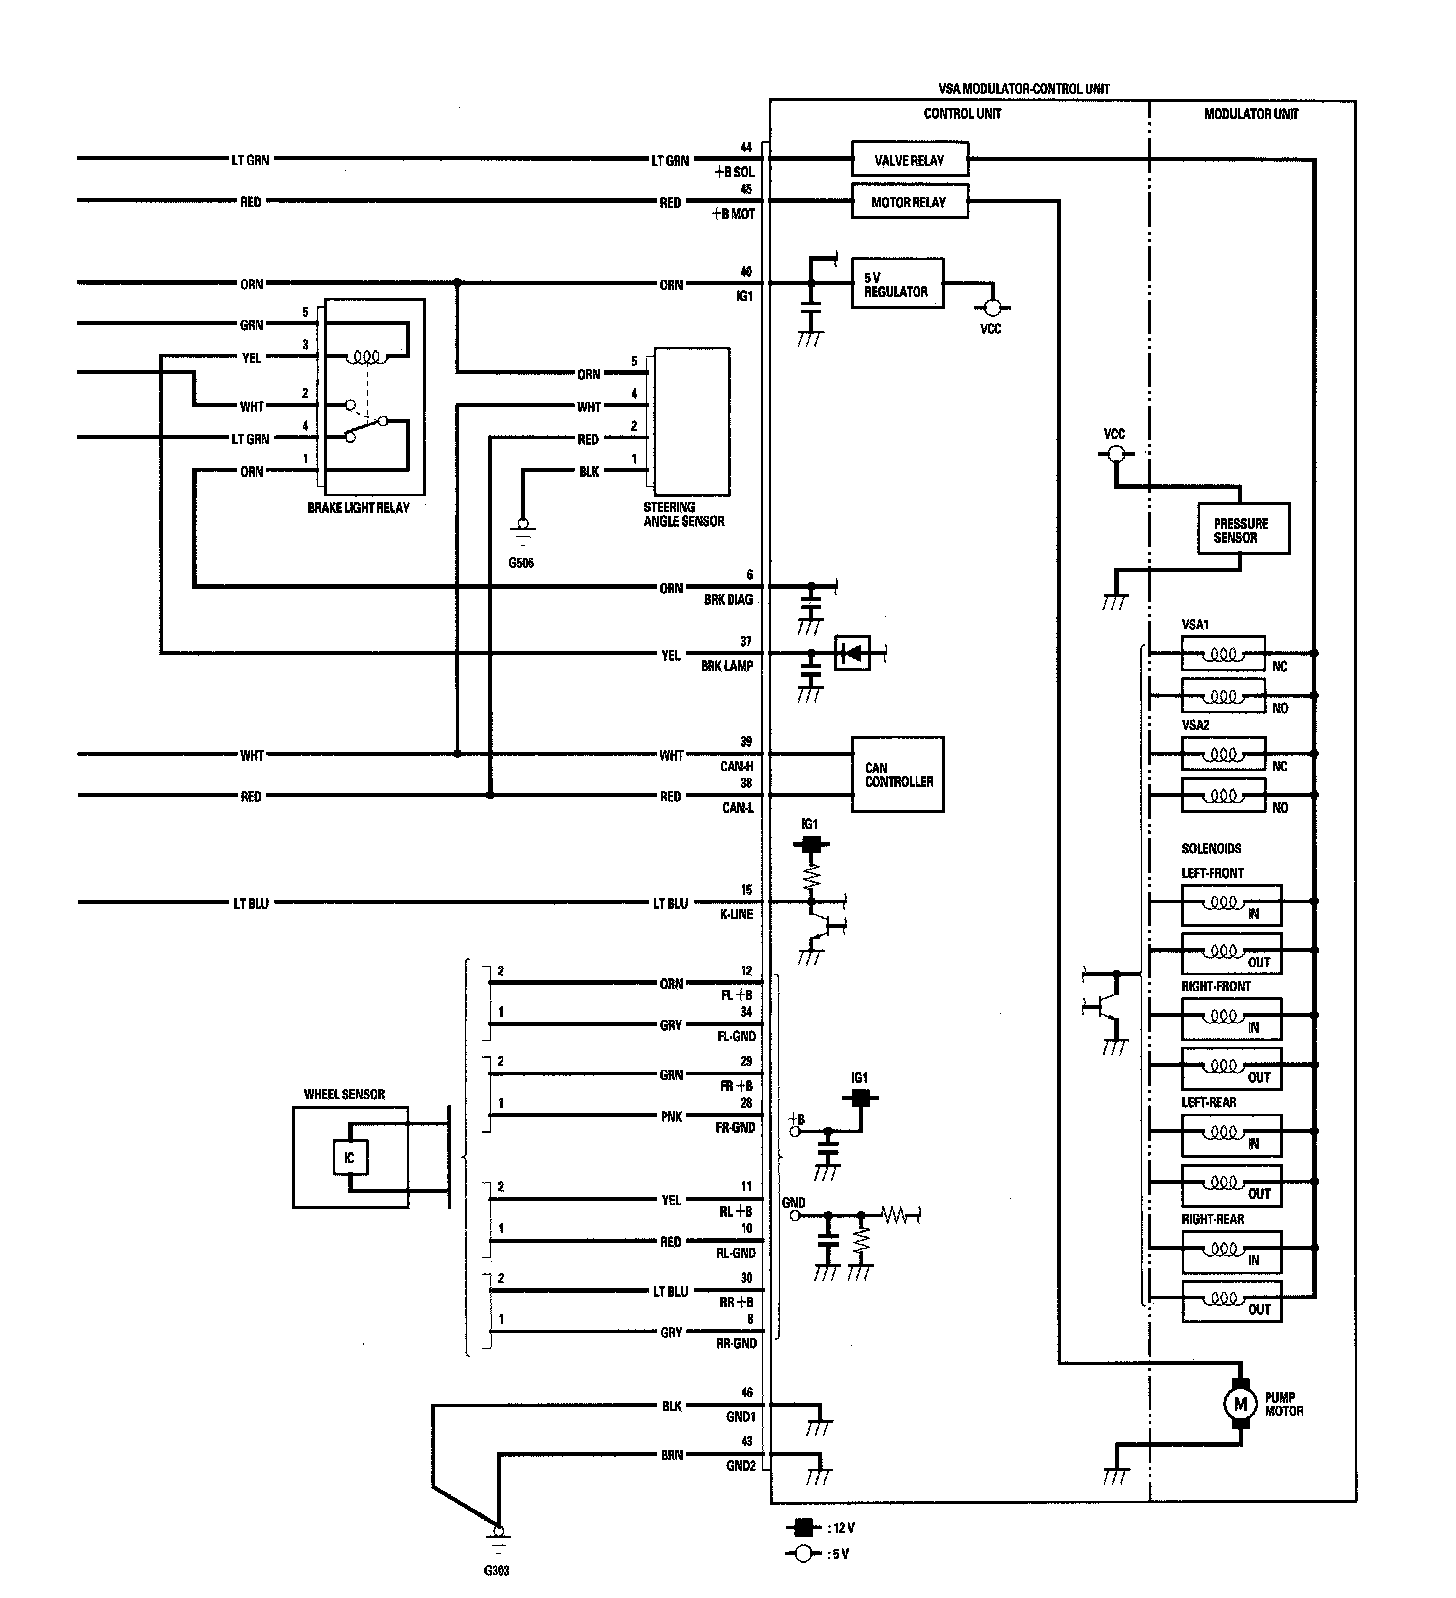 VSA MODULATOR-CONTROL UNIT
CONTROL UNIT
MODULATOR UNIT
LT GRN
LT GRN
44
+B SOL
VALVE RELAY
RED
RED
45
+B MOT
MOTOR RELAY
ORN
ORN
40
IG1
5 V
REGULATOR
VCC
5
GRN
3
YEL
2
WHT
4
LT GRN
1
ORN
BRAKE LIGHT RELAY
5
ORN
4
WHT
2
RED
1
BLK
STEERING
ANGLE SENSOR
G506
VCC
PRESSURE
SENSOR
ORN
6
BRK DIAG
YEL
37
BRK LAMP
VSA1
NC
NO
VSA2
NC
NO
WHT
WHT
39
CAN-H
RED
RED
38
CAN-L
CAN
CONTROLLER
IG1
LT BLU
LT BLU
15
K-LINE
SOLENOIDS
LEFT-FRONT
IN
OUT
RIGHT-FRONT
IN
OUT
LEFT-REAR
IN
OUT
RIGHT-REAR
IN
OUT
2
ORN
12
FL +B
1
GRY
34
FL-GND
2
GRN
29
FR +B
1
PNK
28
FR-GND
WHEEL SENSOR
IC
IG1
+B
GND
2
YEL
11
RL +B
1
RED
10
RL-GND
2
LT BLU
30
RR +B
1
GRY
8
RR-GND
BLK
46
GND1
BRN
43
GND2
M
PUMP
MOTOR
G303
: 12 V
: 5 V